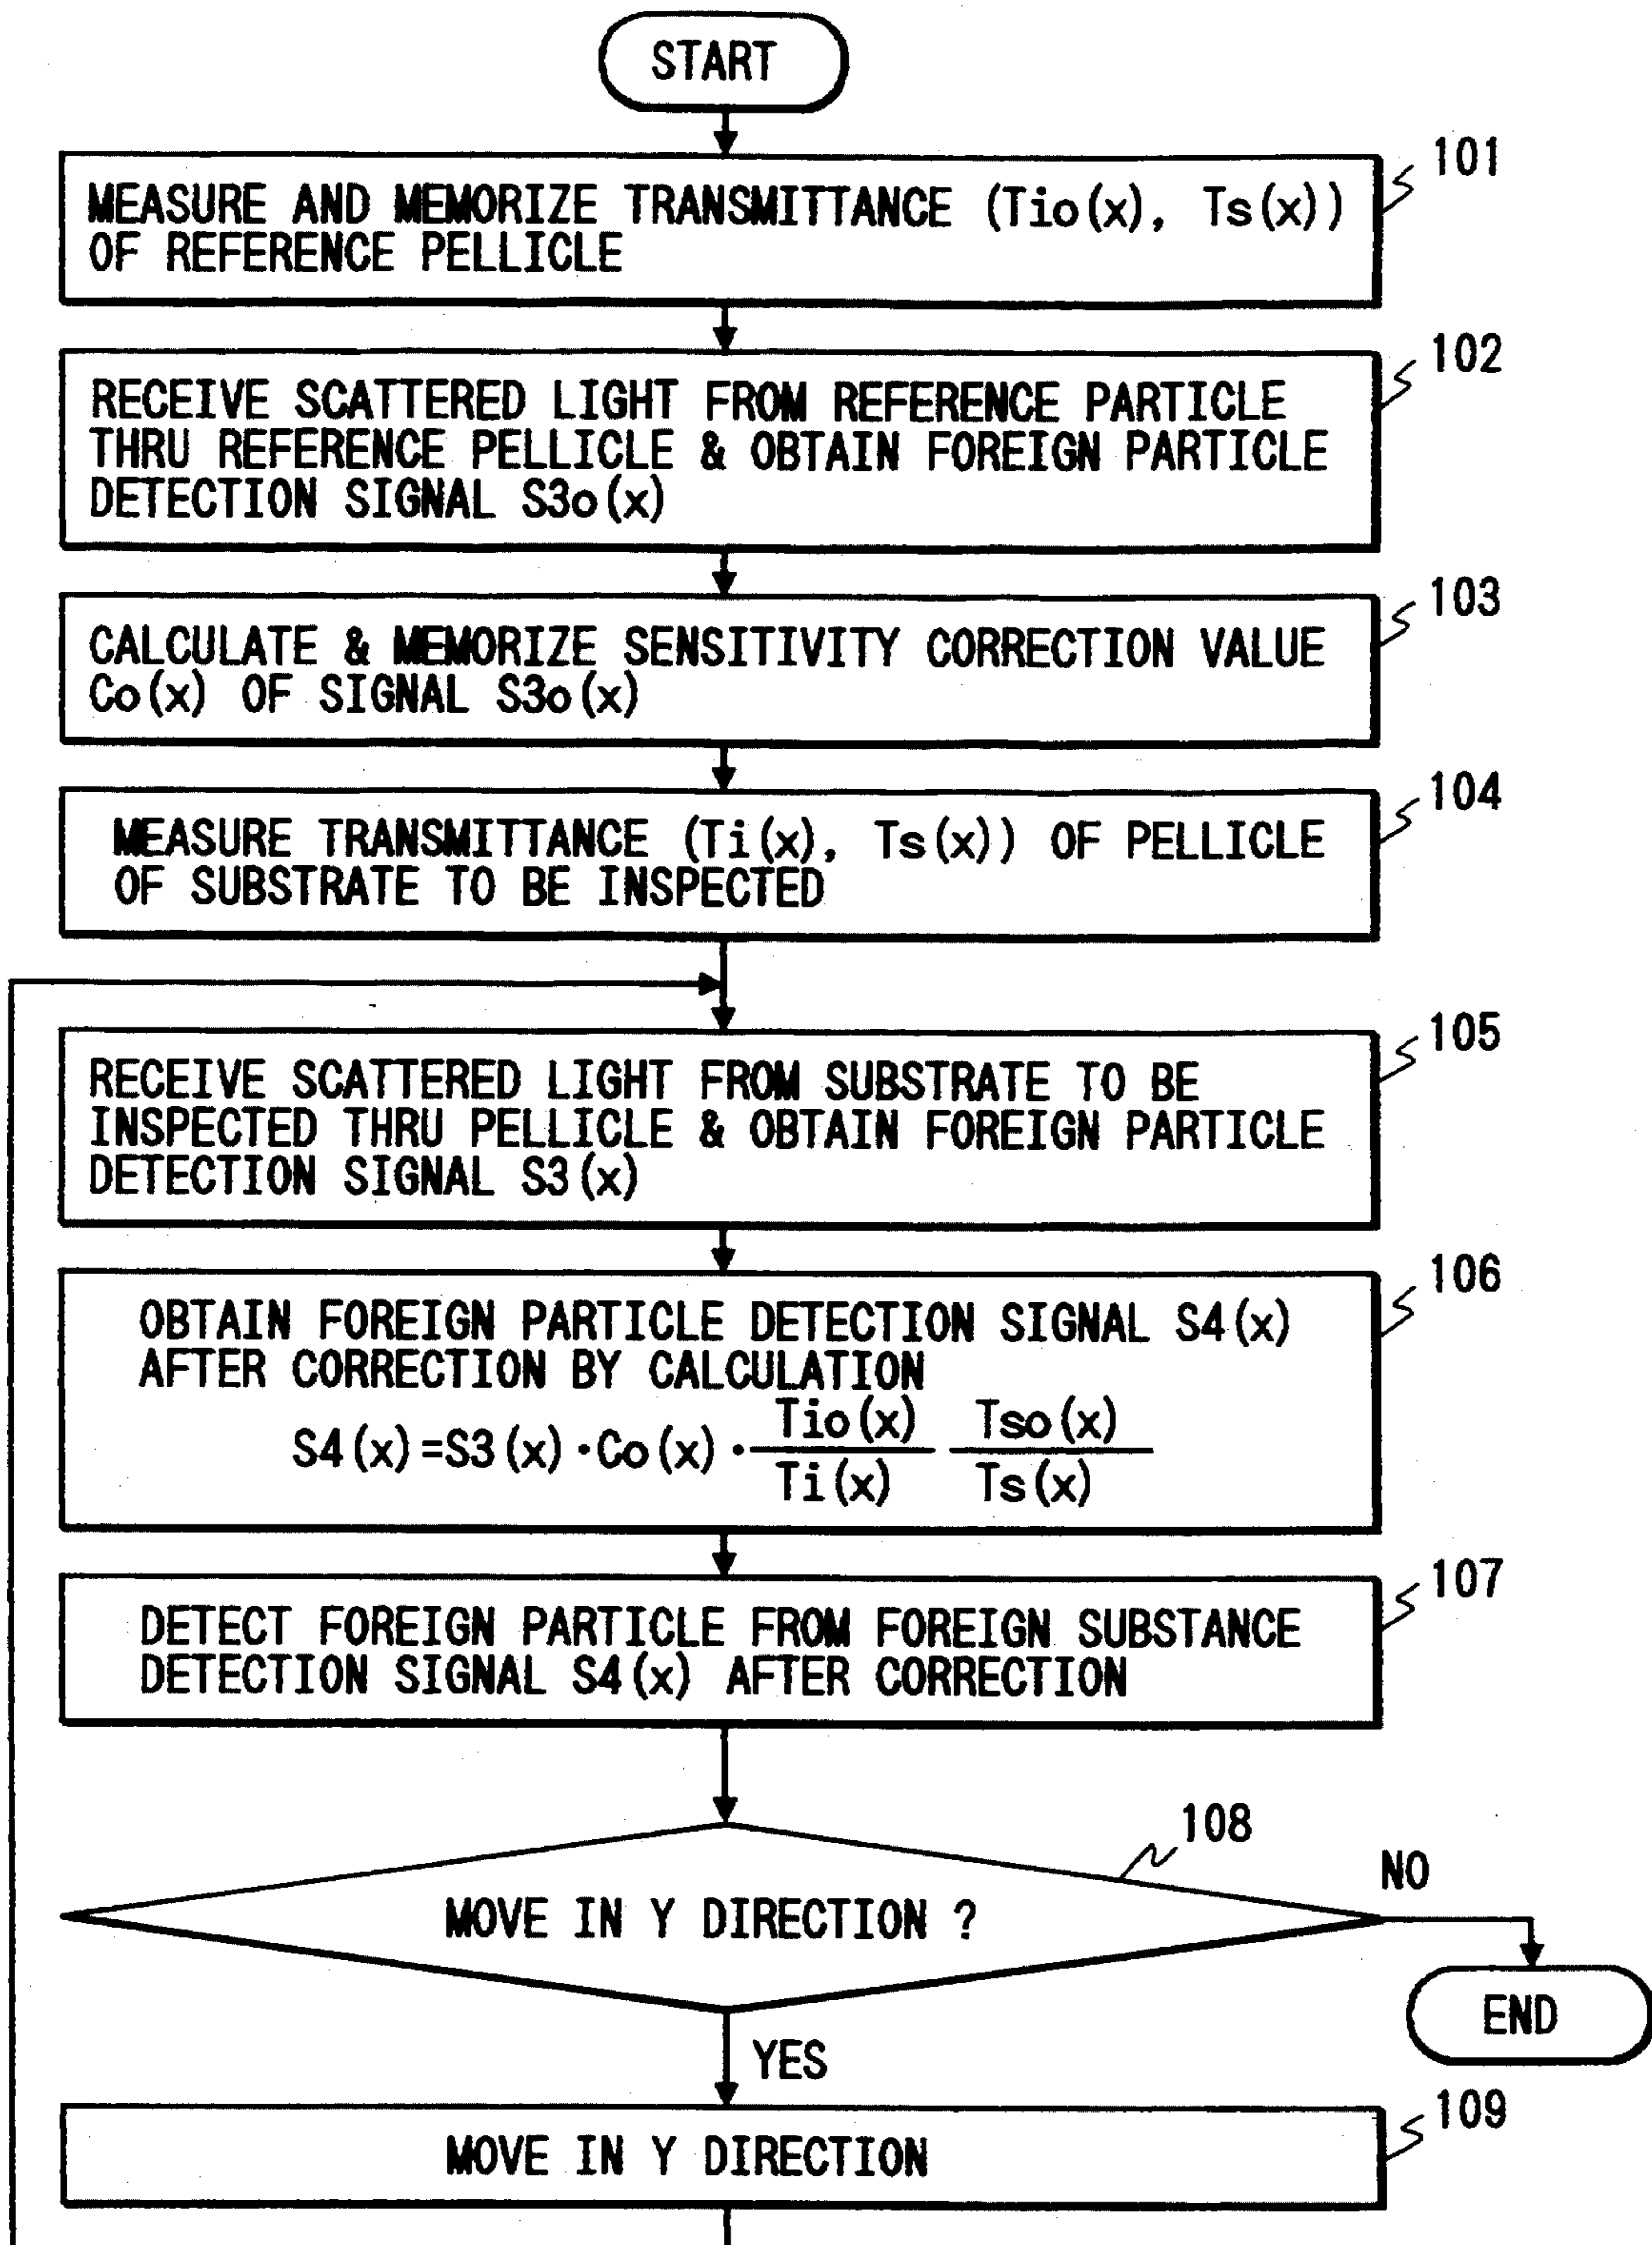 START
101
MEASURE AND MEMORIZE TRANSMITTANCE (Tio(x), Ts(x))
OF REFERENCE PELLICLE
102
RECEIVE SCATTERED LIGHT FROM REFERENCE PARTICLE
THRU REFERENCE PELLICLE & OBTAIN FOREIGN PARTICLE
DETECTION SIGNAL S3o(x)
103
CALCULATE & MEMORIZE SENSITIVITY CORRECTION VALUE
Co(x) OF SIGNAL S3o(x)
104
MEASURE TRANSMITTANCE (Ti(x), Ts(x)) OF PELLICLE
OF SUBSTRATE TO BE INSPECTED
105
RECEIVE SCATTERED LIGHT FROM SUBSTRATE TO BE
INSPECTED THRU PELLICLE & OBTAIN FOREIGN PARTICLE
DETECTION SIGNAL S3(x)
106
OBTAIN FOREIGN PARTICLE DETECTION SIGNAL S4(x)
AFTER CORRECTION BY CALCULATION
Tio(x) Tso(x)
S4(x)=S3(x)·Co(x)·
Ti(x) Ts(x)
107
DETECT FOREIGN PARTICLE FROM FOREIGN SUBSTANCE
DETECTION SIGNAL S4(x) AFTER CORRECTION
108
NO
MOVE IN Y DIRECTION ?
END
YES
109
MOVE IN Y DIRECTION